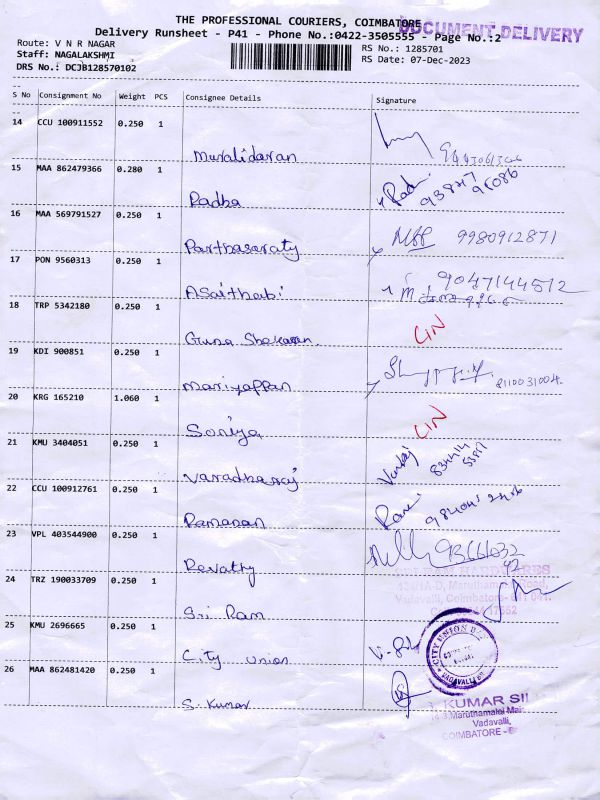 THE PROFESSIONAL COURIERS, COIMBATORE
DOCUMENT DELIVERY
Delivery Runsheet - P41 - Phone No.:0422-3505555 - Page No.:2
Route: V N R NAGAR
RS No.: 1285701
Staff: NAGALAKSHMI
RS Date: 07-Dec-2023
DRS No.: DCJB128570102
S No Consignment No Weight PCS Consignee Details Signature
14 CCU 100911552 0.250 1
Muralidaran
15 MAA 862479366 0.280 1
Radha
16 MAA 569791527 0.250 1
Parthasaraty 9980912871
17 PON 9560313 0.250 1
Asaithabi 9047144512
18 TRP 5342180 0.250 1
Guna Shekaran
19 KDI 900851 0.250 1
Mariyappan 8110031004.
20 KRG 165210 1.060 1
Soniya
21 KMU 3404051 0.250 1
Varadharaj
22 CCU 100912761 0.250 1
Ramanan
23 VPL 403544900 0.250 1
Revathy
24 TRZ 190033709 0.250 1
Vadavalli, Coimbatore
Sri Ram
25 KMU 2696665 0.250 1
CITY UNION
City Union
VADAVALLI
26 MAA 862481420 0.250 1
S. Kumar
KUMAR
Maruthamalai
Vadavalli,
COIMBATORE -